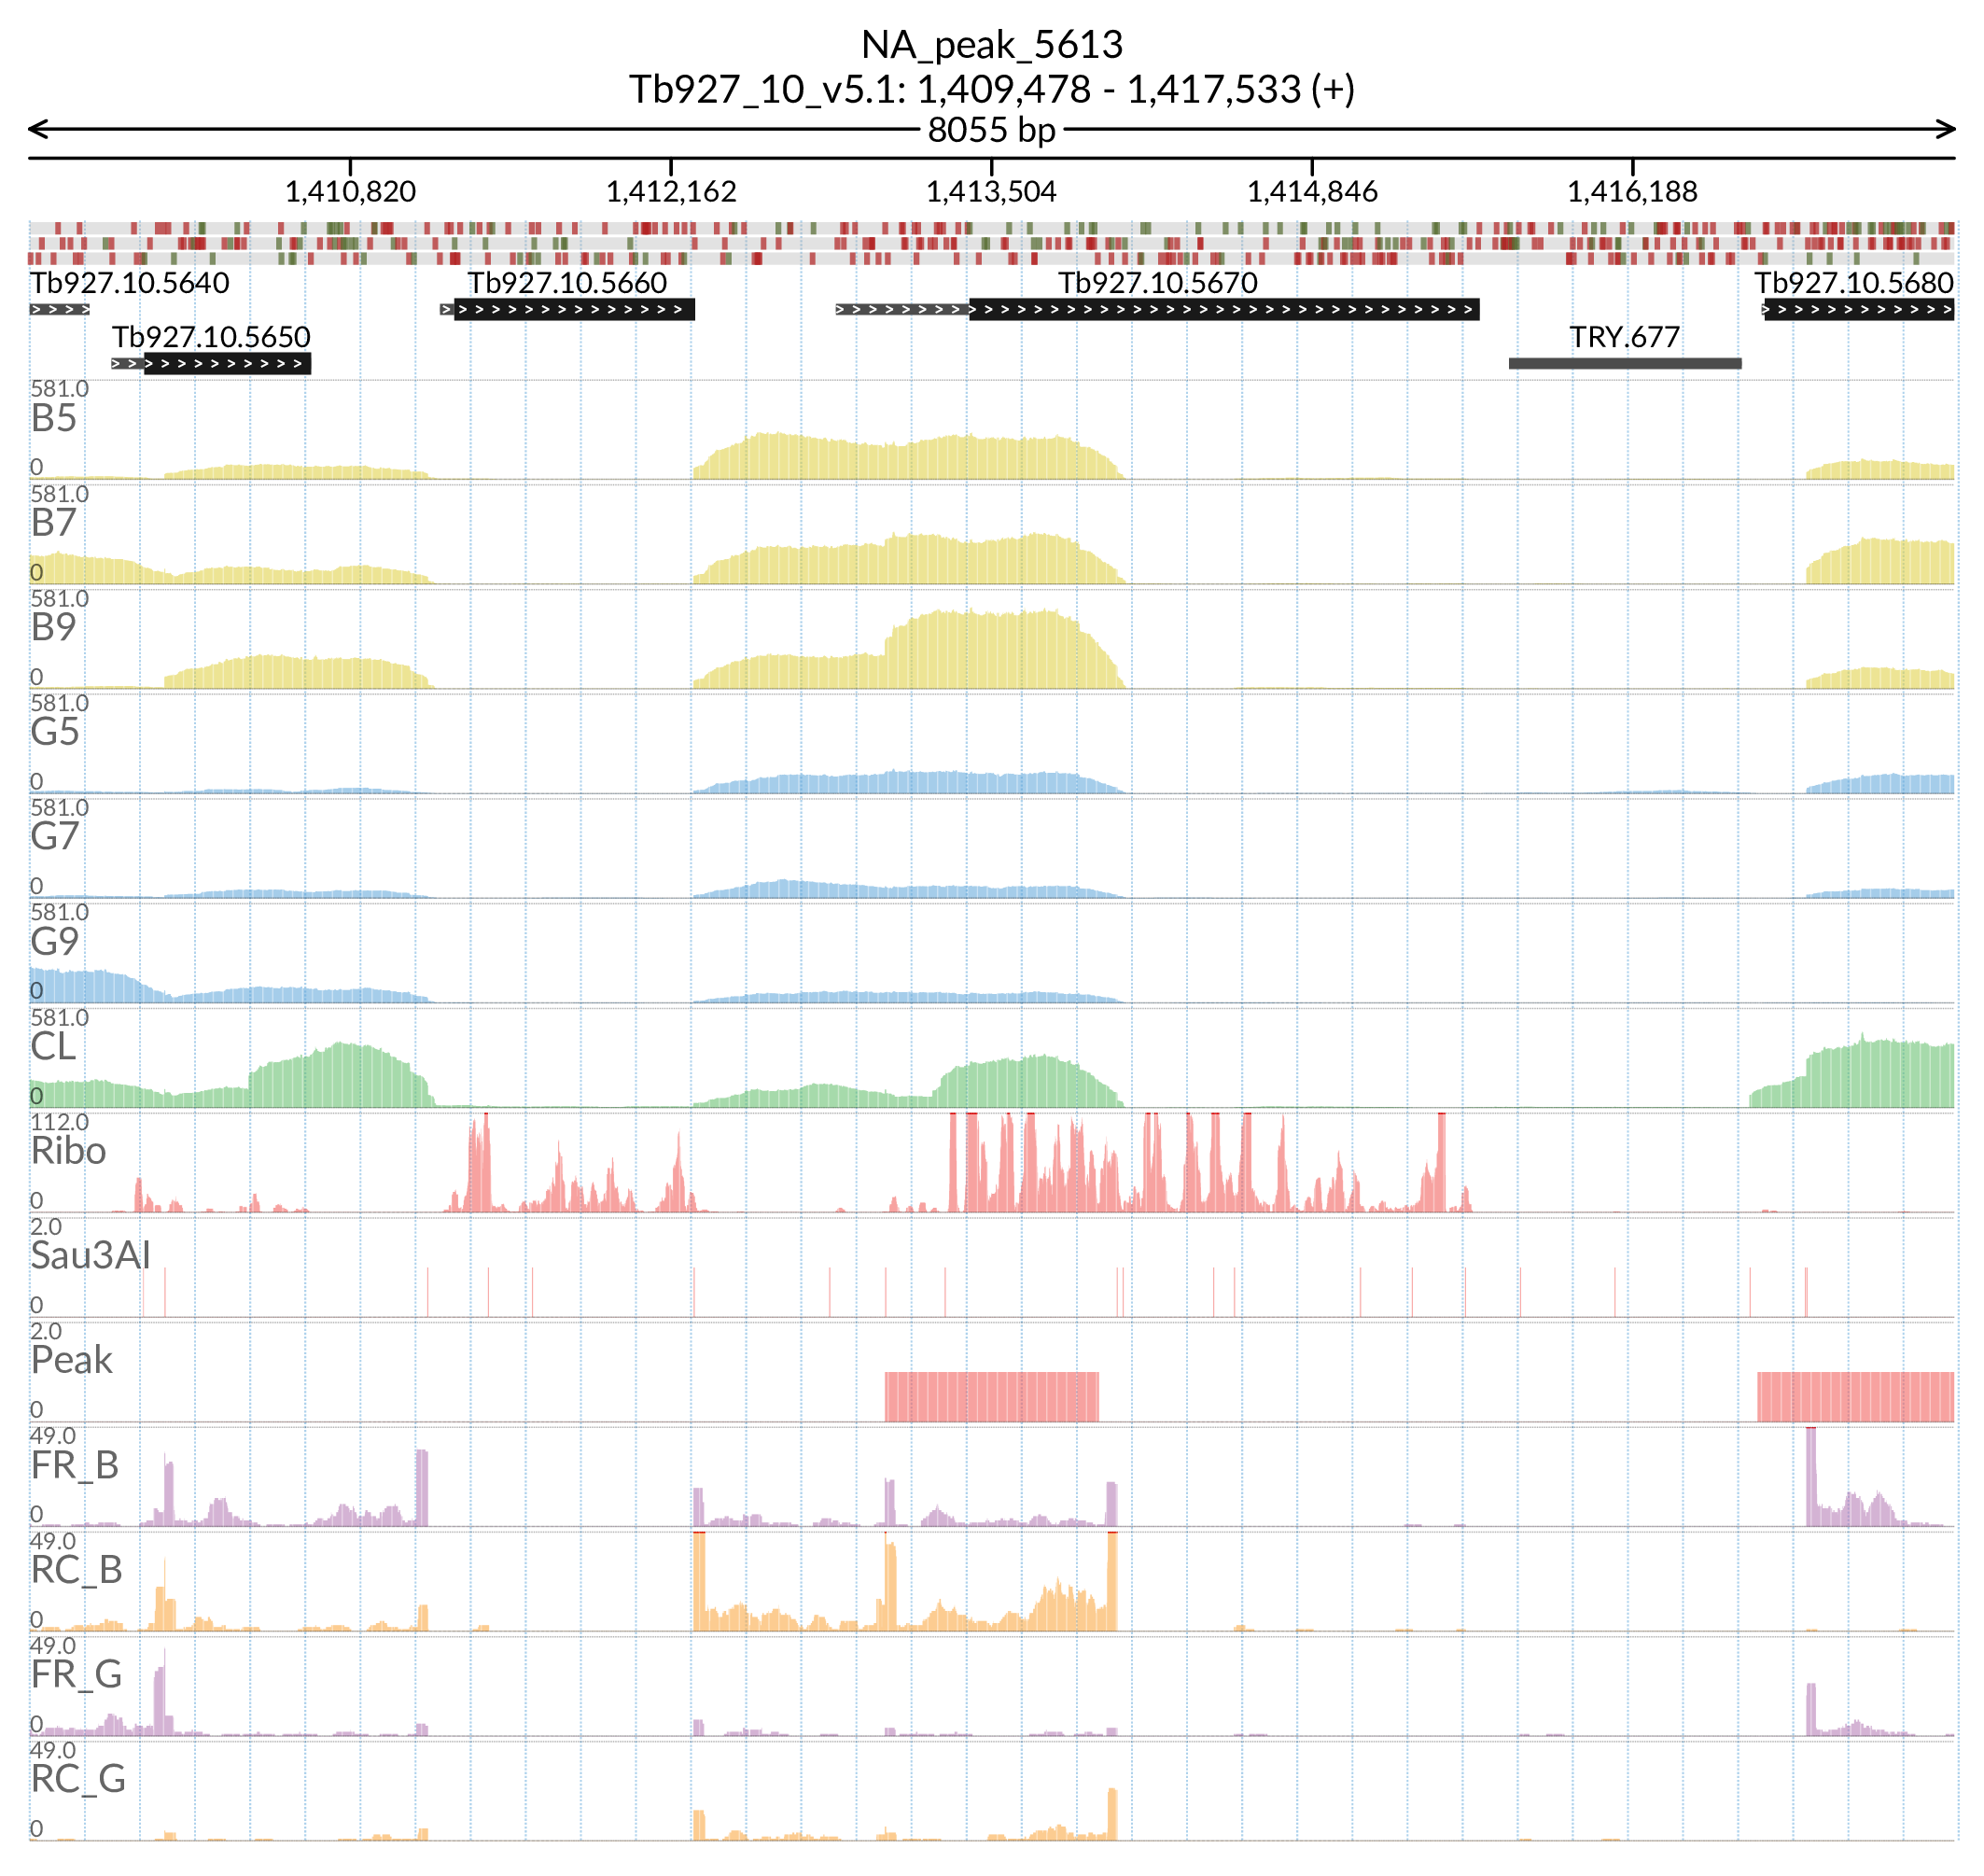 NA_peak_5613
Tb927_10_v5.1: 1,409,478 - 1,417,533 (+)
8055 bp
1,410,820 1,412,162 1,413,504 1,414,846 1,416,188
Tb927.10.5640 Tb927.10.5660 Tb927.10.5670 Tb927.10.5680
Tb927.10.5650 TRY.677
581.0
B5
0
581.0
B7
0
581.0
B9
0
581.0
G5
0
581.0
G7
0
581.0
G9
0
581.0
CL
0
112.0
Ribo
0
2.0
Sau3AI
0
2.0
Peak
0
49.0
FR_B
0
49.0
RC_B
0
49.0
FR_G
0
49.0
RC_G
0